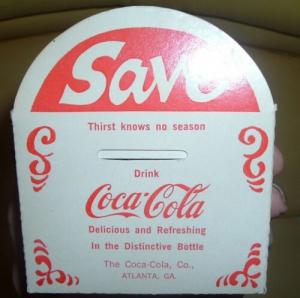 Save
Thirst knows no season
Drink
Coca-Cola
Delicious and Refreshing
In the Distinctive Bottle
The Coca-Cola, Co.,
ATLANTA, GA.